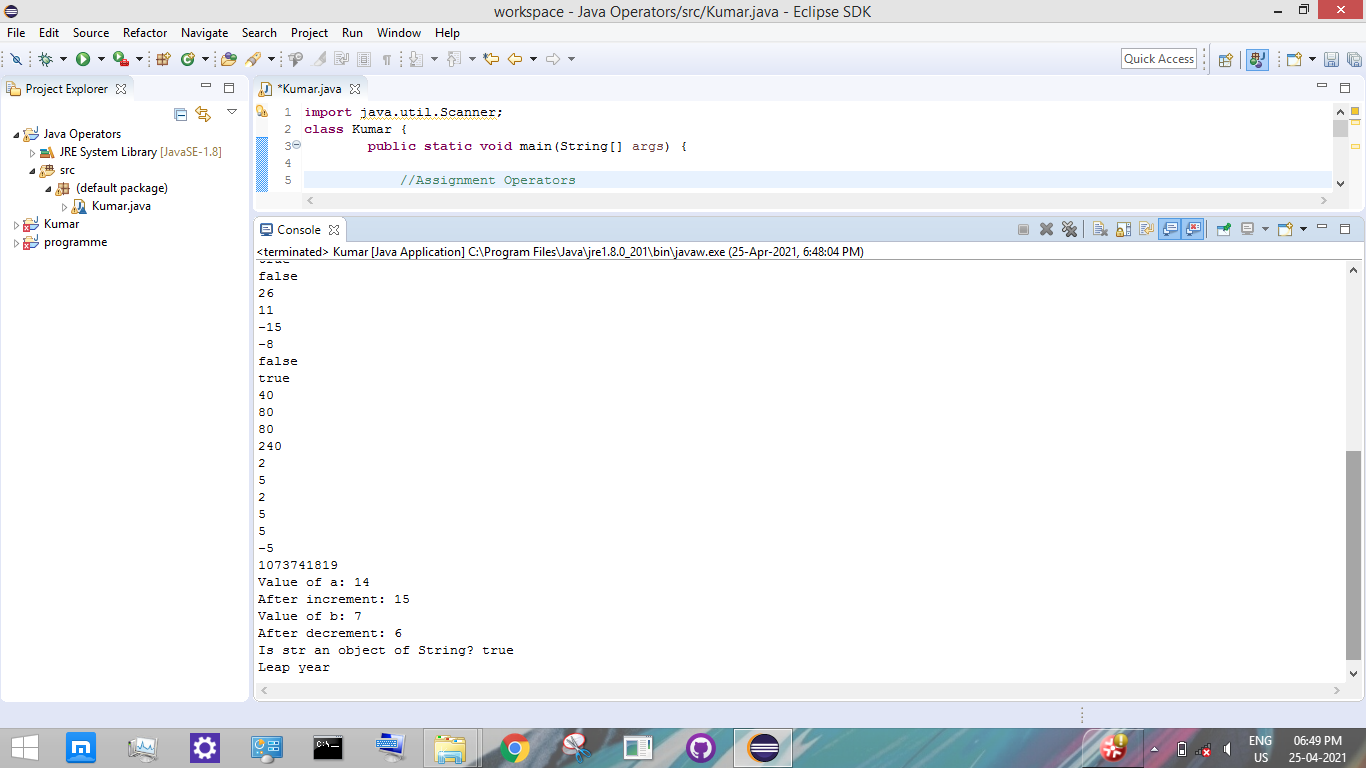 workspace - Java Operators/src/Kumar.java - Eclipse SDK
File Edit Source Refactor Navigate Search Project Run Window Help
Quick Access
Project Explorer
*Kumar.java
1 import java.util.Scanner;
2 class Kumar {
3 public static void main(String[] args) {
4
5 //Assignment Operators
Java Operators
JRE System Library [JavaSE-1.8]
src
(default package)
Kumar.java
Kumar
programme
Console
<terminated> Kumar [Java Application] C:\Program Files\Java\jre1.8.0_201\bin\javaw.exe (25-Apr-2021, 6:48:04 PM)
true
false
26
11
-15
-8
false
true
40
80
80
240
2
5
2
5
5
-5
1073741819
Value of a: 14
After increment: 15
Value of b: 7
After decrement: 6
Is str an object of String? true
Leap year
ENG 06:49 PM
US 25-04-2021